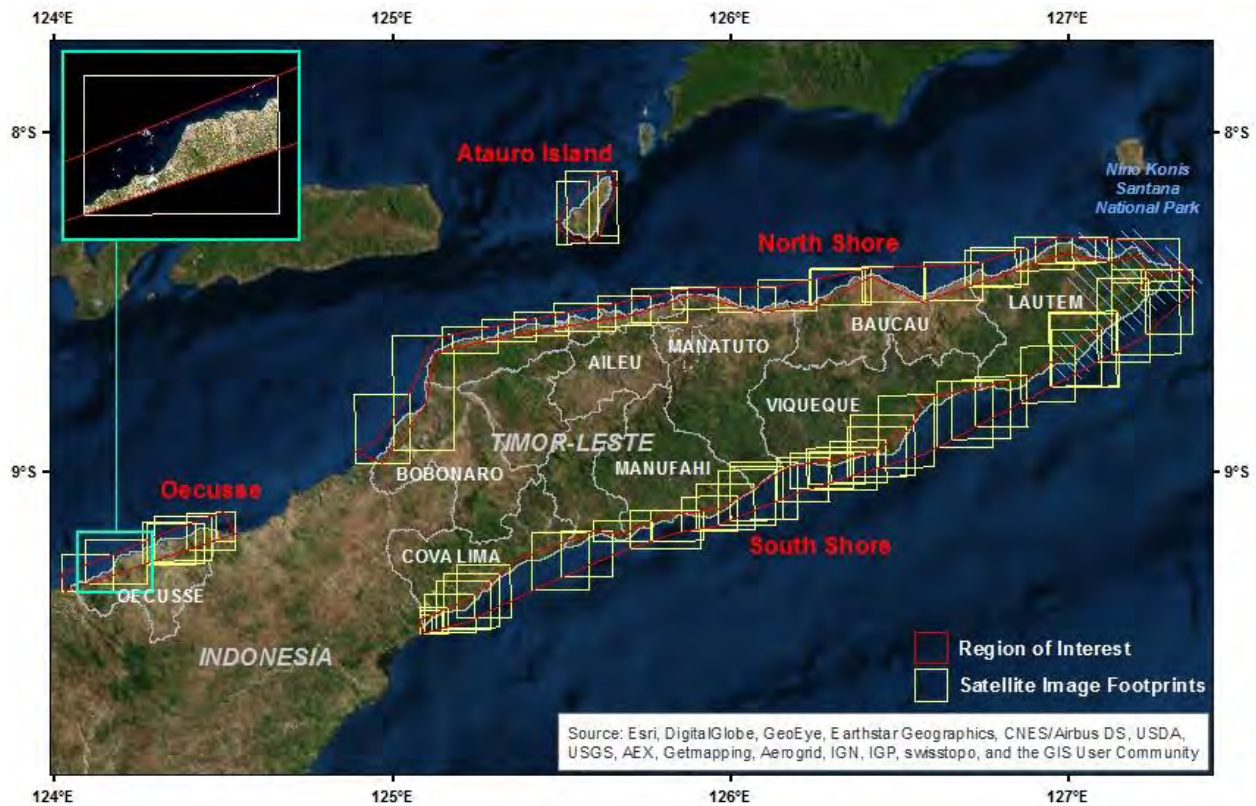 124°E
125°E
126°E
127°E
8°S
8°S
Atauro Island
Nino Konis
Santana
National Park
North Shore
LAUTEM
BAUCAU
MANATUTO
AILEU
VIQUEQUE
TIMOR-LESTE
MANUFAHI
BOBONARO
9°S
9°S
Oecusse
South Shore
COVA LIMA
OECUSSE
INDONESIA
Region of Interest
Satellite Image Footprints
Source: Esri, DigitalGlobe, GeoEye, Earthstar Geographics, CNES/Airbus DS, USDA,
USGS, AEX, Getmapping, Aerogrid, IGN, IGP, swisstopo, and the GIS User Community
124°E
125°E
126°E
127°E